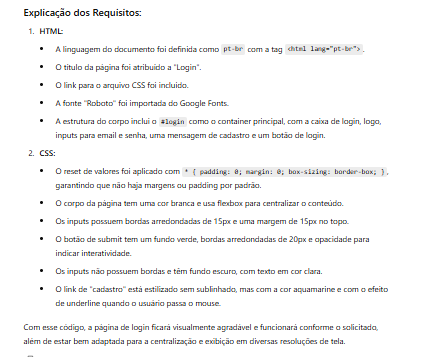 Explicação dos Requisitos:
1. HTML:
• A linguagem do documento foi definida como pt-br com a tag <html lang="pt-br">.
• O título da página foi atribuído a "Login".
• O link para o arquivo CSS foi incluído.
• A fonte "Roboto" foi importada do Google Fonts.
• A estrutura do corpo inclui o #login como o container principal, com a caixa de login, logo,
inputs para email e senha, uma mensagem de cadastro e um botão de login.
2. CSS:
• O reset de valores foi aplicado com * { padding: 0; margin: 0; box-sizing: border-box; },
garantindo que não haja margens ou padding por padrão.
• O corpo da página tem uma cor branca e usa flexbox para centralizar o conteúdo.
• Os inputs possuem bordas arredondadas de 15px e uma margem de 15px no topo.
• O botão de submit tem um fundo verde, bordas arredondadas de 20px e opacidade para
indicar interatividade.
• Os inputs não possuem bordas e têm fundo escuro, com texto em cor clara.
• O link de "cadastro" está estilizado sem sublinhado, mas com a cor aquamarine e com o efeito
de underline quando o usuário passa o mouse.
Com esse código, a página de login ficará visualmente agradável e funcionará conforme o solicitado,
além de estar bem adaptada para a centralização e exibição em diversas resoluções de tela.